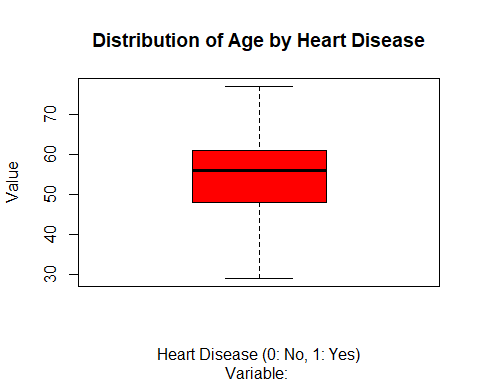 Distribution of Age by Heart Disease
70
60
50
40
30
Value
Heart Disease (0: No, 1: Yes)
Variable: